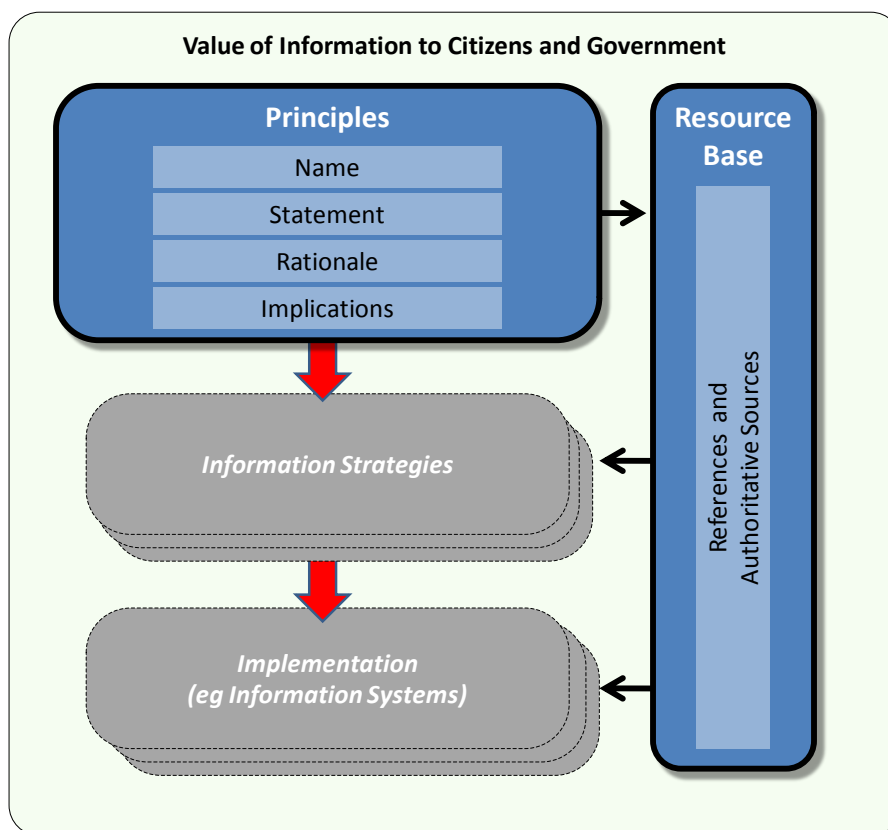 Value of Information to Citizens and Government
Principles
Name
Statement
Rationale
Implications
Resource
Base
References and
Authoritative Sources
Information Strategies
Implementation
(eg Information Systems)